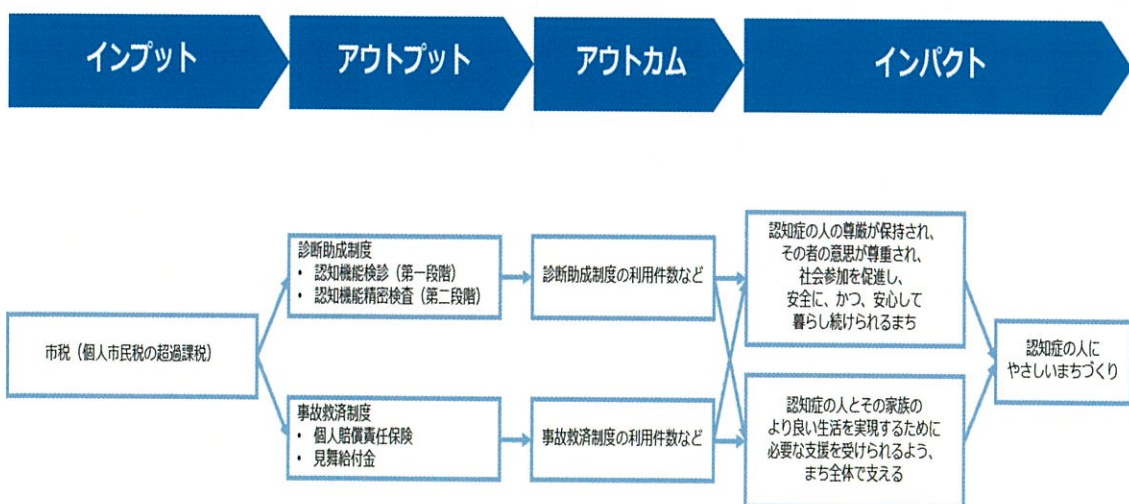 インプット
アウトプット
アウトカム
インパクト
市税（個人市民税の超過課税）
診断助成制度
• 認知機能検診（第一段階）
• 認知機能精密検査（第二段階）
事故救済制度
• 個人賠償責任保険
• 見舞給付金
診断助成制度の利用件数など
事故救済制度の利用件数など
認知症の人の尊厳が保持され、
その者の意思が尊重され、
社会参加を促進し、
安全に、かつ、安心して
暮らし続けられるまち
認知症の人とその家族の
より良い生活を実現するために
必要な支援を受けられるよう、
まち全体で支える
認知症の人に
やさしいまちづくり